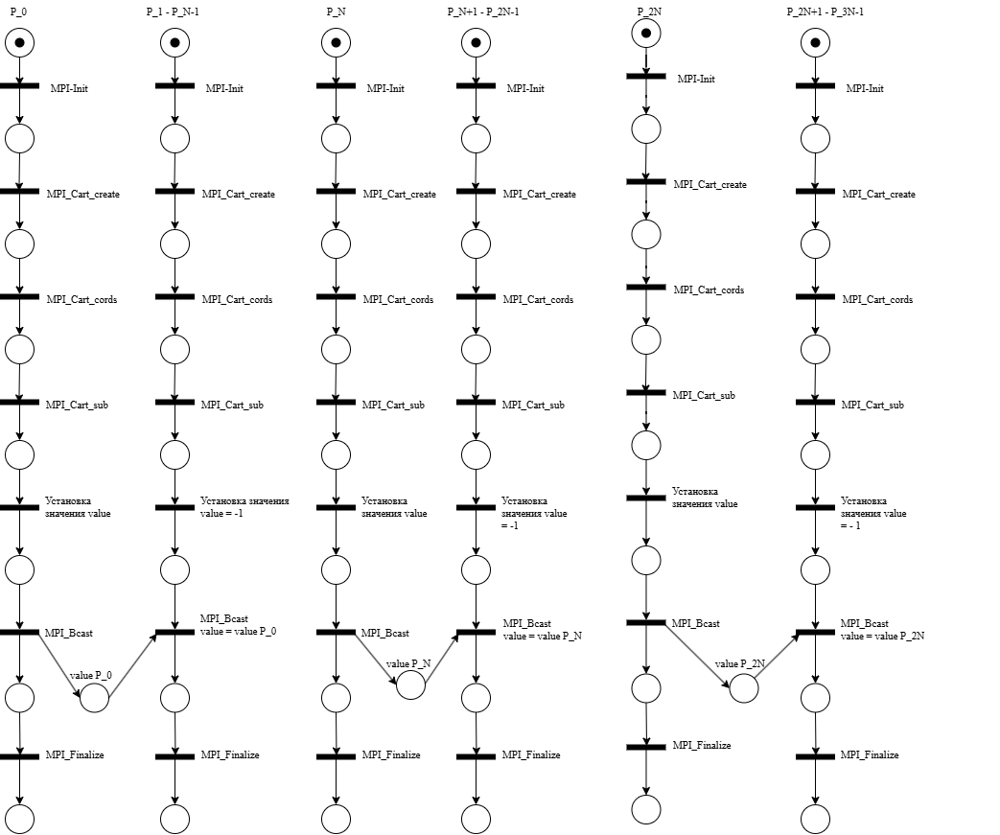 P_0
P_1 - P_N-1
P_N
P_N+1 - P_2N-1
P_2N
P_2N+1 - P_3N-1
MPI-Init
MPI-Init
MPI-Init
MPI-Init
MPI-Init
MPI-Init
MPI_Cart_create
MPI_Cart_create
MPI_Cart_create
MPI_Cart_create
MPI_Cart_create
MPI_Cart_create
MPI_Cart_cords
MPI_Cart_cords
MPI_Cart_cords
MPI_Cart_cords
MPI_Cart_cords
MPI_Cart_cords
MPI_Cart_sub
MPI_Cart_sub
MPI_Cart_sub
MPI_Cart_sub
MPI_Cart_sub
MPI_Cart_sub
Установка
значения value
Установка значения
value = -1
Установка
значения value
Установка
значения value
= -1
Установка
значения value
Установка
значения value
= - 1
MPI_Bcast
MPI_Bcast
value = value P_0
MPI_Bcast
MPI_Bcast
value = value P_N
MPI_Bcast
MPI_Bcast
value = value P_2N
value P_0
value P_N
value P_2N
MPI_Finalize
MPI_Finalize
MPI_Finalize
MPI_Finalize
MPI_Finalize
MPI_Finalize